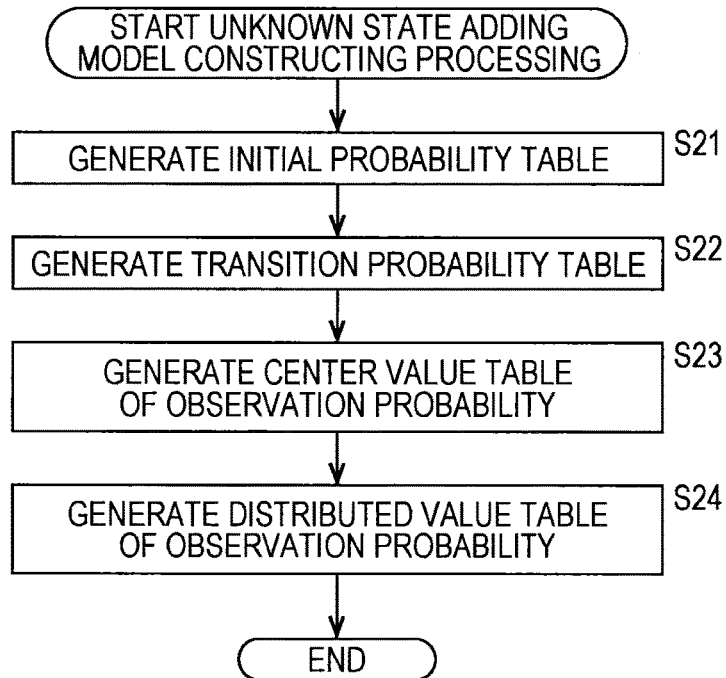 START UNKNOWN STATE ADDING
MODEL CONSTRUCTING PROCESSING
GENERATE INITIAL PROBABILITY TABLE
S21
GENERATE TRANSITION PROBABILITY TABLE
S22
GENERATE CENTER VALUE TABLE
OF OBSERVATION PROBABILITY
S23
GENERATE DISTRIBUTED VALUE TABLE
OF OBSERVATION PROBABILITY
S24
END